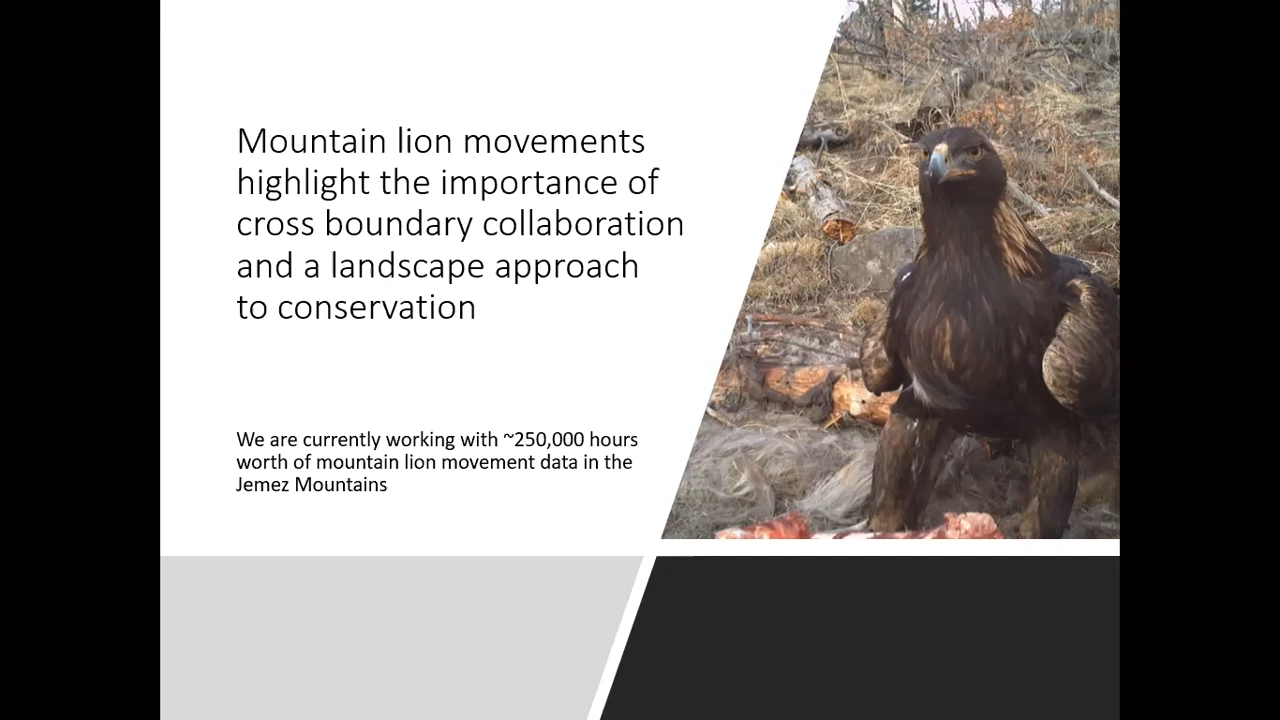 Mountain lion movements
highlight the importance of
cross boundary collaboration
and a landscape approach
to conservation
We are currently working with ~250,000 hours
worth of mountain lion movement data in the
Jemez Mountains